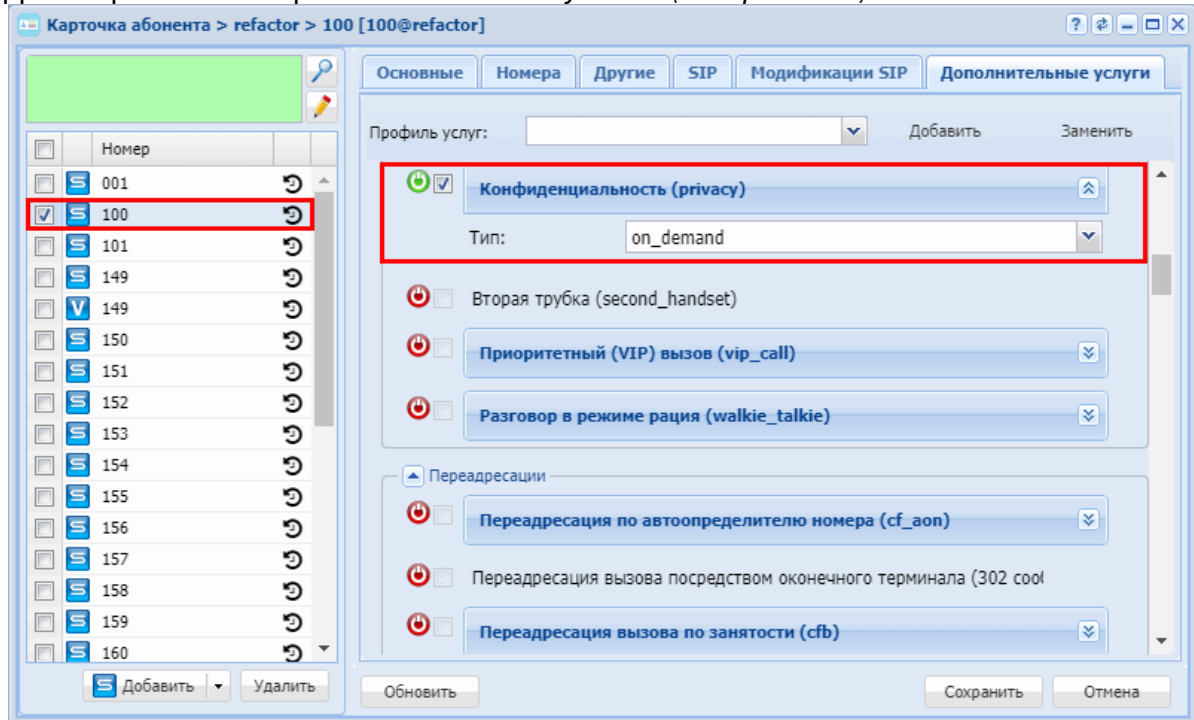 Карточка абонента > refactor > 100 [100@refactor]
Основные Номера Другие SIP Модификации SIP Дополнительные услуги
Профиль услуг: Добавить Заменить
Номер
001
100
101
149
149
150
151
152
153
154
155
156
157
158
159
160
Добавить Удалить
Конфиденциальность (privacy)
Тип: on_demand
Вторая трубка (second_handset)
Приоритетный (VIP) вызов (vip_call)
Разговор в режиме рация (walkie_talkie)
Переадресации
Переадресация по автоопределителю номера (cf_aon)
Переадресация вызова посредством оконечного терминала (302 cool
Переадресация вызова по занятости (cfb)
Обновить Сохранить Отмена